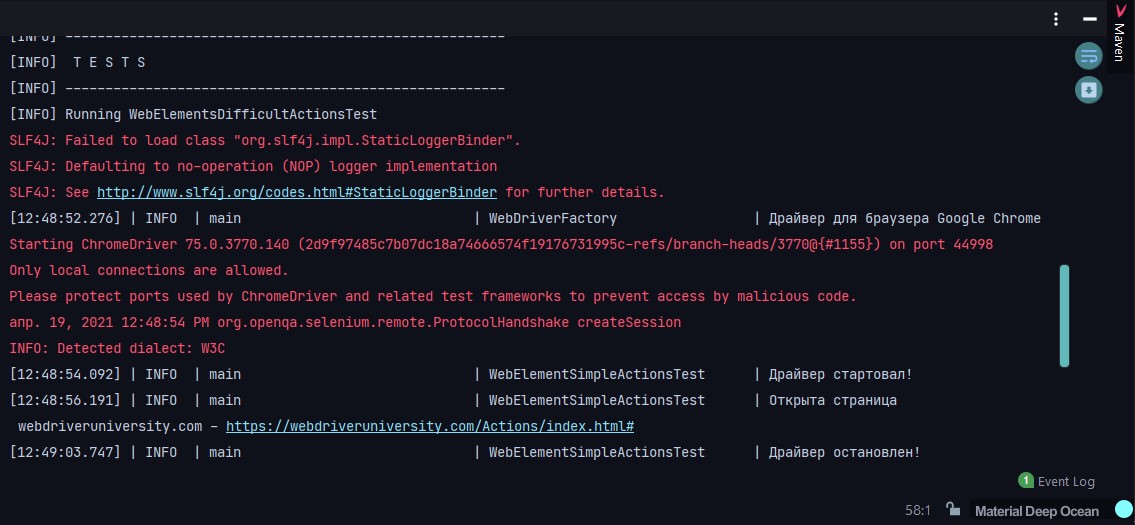 Maven
[INFO] -------------------------------------------------------
[INFO]  T E S T S
[INFO] -------------------------------------------------------
[INFO] Running WebElementsDifficultActionsTest
SLF4J: Failed to load class "org.slf4j.impl.StaticLoggerBinder".
SLF4J: Defaulting to no-operation (NOP) logger implementation
SLF4J: See http://www.slf4j.org/codes.html#StaticLoggerBinder for further details.
[12:48:52.276] | INFO  | main                             | WebDriverFactory                 | Драйвер для браузера Google Chrome
Starting ChromeDriver 75.0.3770.140 (2d9f97485c7b07dc18a74666574f19176731995c-refs/branch-heads/3770@{#1155}) on port 44998
Only local connections are allowed.
Please protect ports used by ChromeDriver and related test frameworks to prevent access by malicious code.
апр. 19, 2021 12:48:54 PM org.openqa.selenium.remote.ProtocolHandshake createSession
INFO: Detected dialect: W3C
[12:48:54.092] | INFO  | main                             | WebElementSimpleActionsTest      | Драйвер стартовал!
[12:48:56.191] | INFO  | main                             | WebElementSimpleActionsTest      | Открыта страница
webdriveruniversity.com – https://webdriveruniversity.com/Actions/index.html#
[12:49:03.747] | INFO  | main                             | WebElementSimpleActionsTest      | Драйвер остановлен!
1 Event Log
58:1 Material Deep Ocean